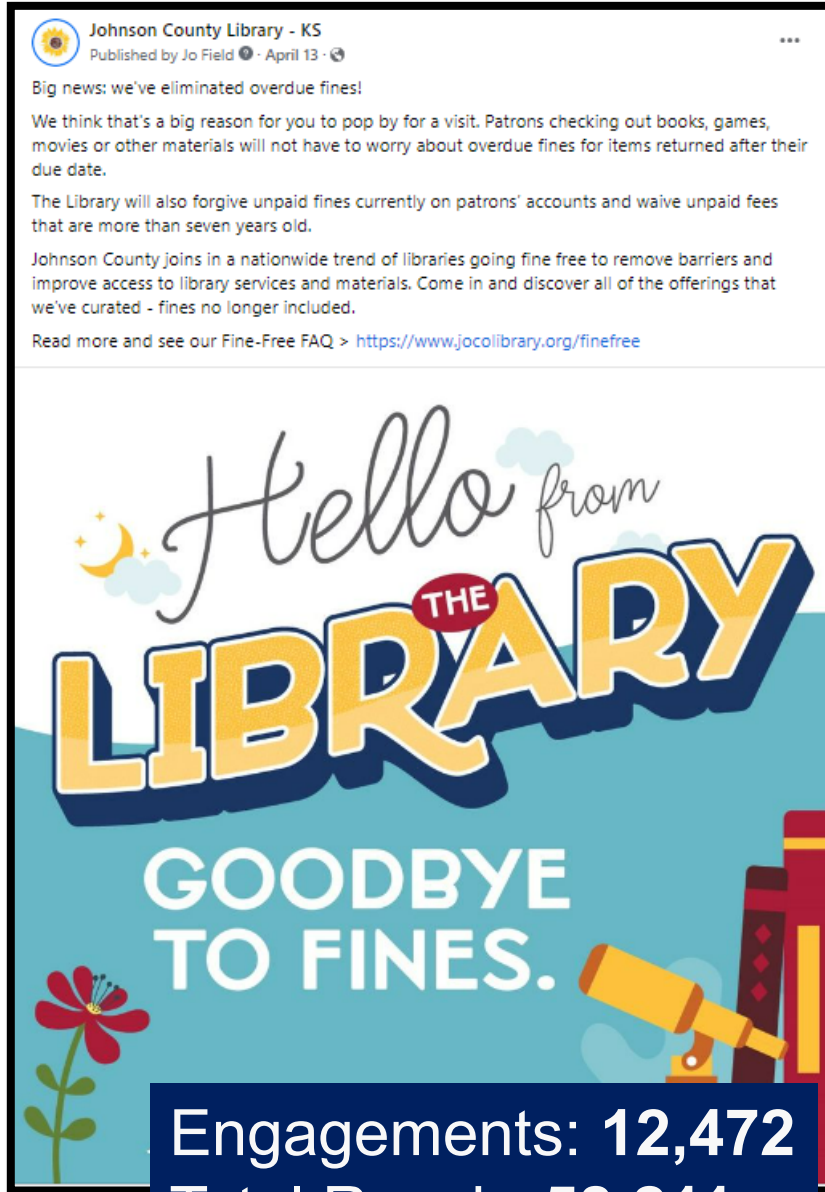 Johnson County Library - KS
Published by Jo Field · April 13 ·
Big news: we've eliminated overdue fines!
We think that's a big reason for you to pop by for a visit. Patrons checking out books, games,
movies or other materials will not have to worry about overdue fines for items returned after their
due date.
The Library will also forgive unpaid fines currently on patrons' accounts and waive unpaid fees
that are more than seven years old.
Johnson County joins in a nationwide trend of libraries going fine free to remove barriers and
improve access to library services and materials. Come in and discover all of the offerings that
we've curated - fines no longer included.
Read more and see our Fine-Free FAQ > https://www.jocolibrary.org/finefree
Hello from
THE
LIBRARY
GOODBYE
TO FINES.
Engagements: 12,472